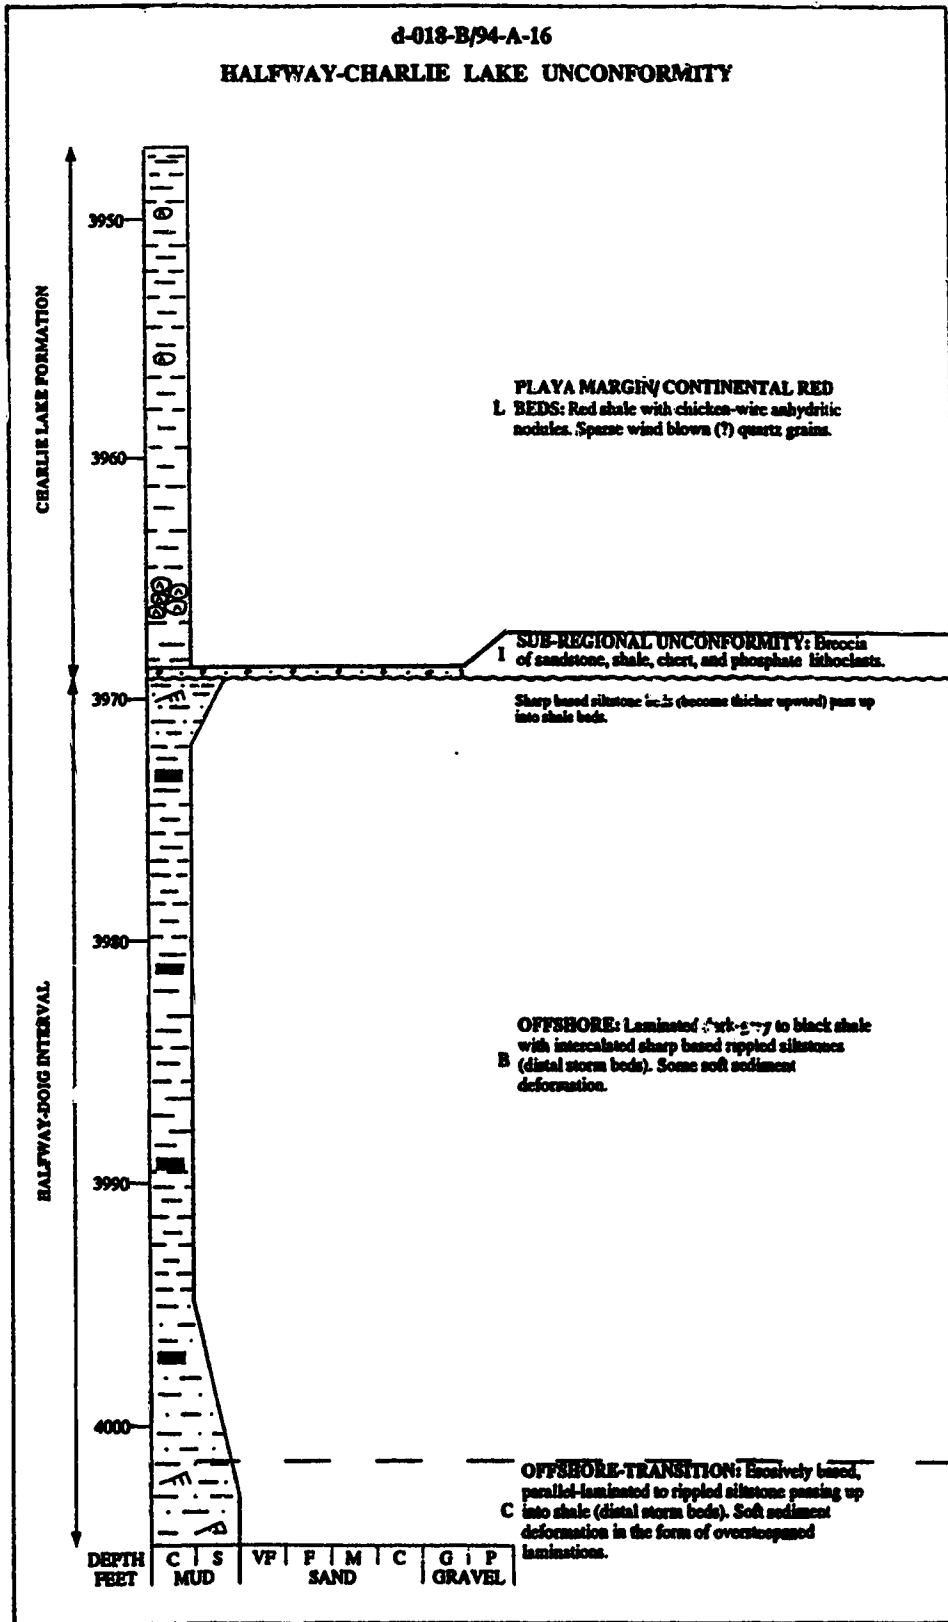 d-018-B/94-A-16
HALFWAY-CHARLIE LAKE UNCONFORMITY
CHARLIE LAKE FORMATION
3950
3960
PLAYA MARGIN/ CONTINENTAL RED
L BEDS: Red shale with chicken-wire anhydritic
nodules. Sparse wind blown (?) quartz grains.
SUB-REGIONAL UNCONFORMITY: Breccia
I of sandstone, shale, chert, and phosphate lithoclasts.
3970
Sharp based siltstone beds (become thicker upward) pass up
into shale beds.
HALFWAY-DOIG INTERVAL
3980
OFFSHORE: Laminated dark-grey to black shale
with intercalated sharp based rippled siltstones
B (distal storm beds). Some soft sediment
deformation.
3990
4000
OFFSHORE-TRANSITION: Erosively based,
parallel-laminated to rippled siltstone passing up
C into shale (distal storm beds). Soft sediment
deformation in the form of oversteepened
laminations.
DEPTH C S VF F M C G P
FEET MUD SAND GRAVEL